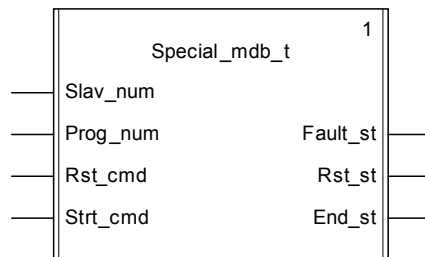 1
Special_mdb_t
Slav_num
Prog_num Fault_st
Rst_cmd Rst_st
Strt_cmd End_st